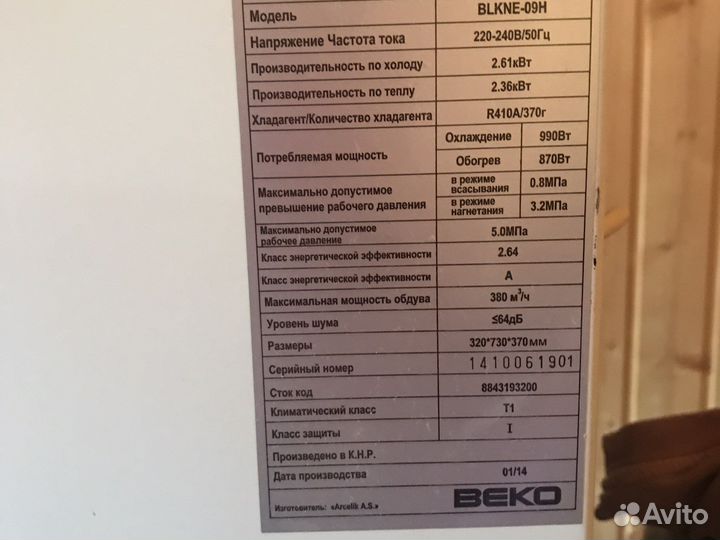 Модель BLKNE-09H
Напряжение Частота тока 220-240В/50Гц
Производительность по холоду 2.61кВт
Производительность по теплу 2.36кВт
Хладагент/Количество хладагента R410A/370г
Потребляемая мощность Охлаждение 990Вт
Обогрев 870Вт
Максимально допустимое превышение рабочего давления в режиме всасывания 0.8МПа
в режиме нагнетания 3.2МПа
Максимально допустимое рабочее давление 5.0МПа
Класс энергетической эффективности 2.64
Класс энергетической эффективности A
Максимальная мощность обдува 380 м³/ч
Уровень шума ≤64дБ
Размеры 320*730*370мм
Серийный номер 1410061901
Сток код 8843193200
Климатический класс T1
Класс защиты I
Произведено в К.Н.Р.
Дата производства 01/14
Изготовитель: «Arcelik A.S.» BEKO
Avito